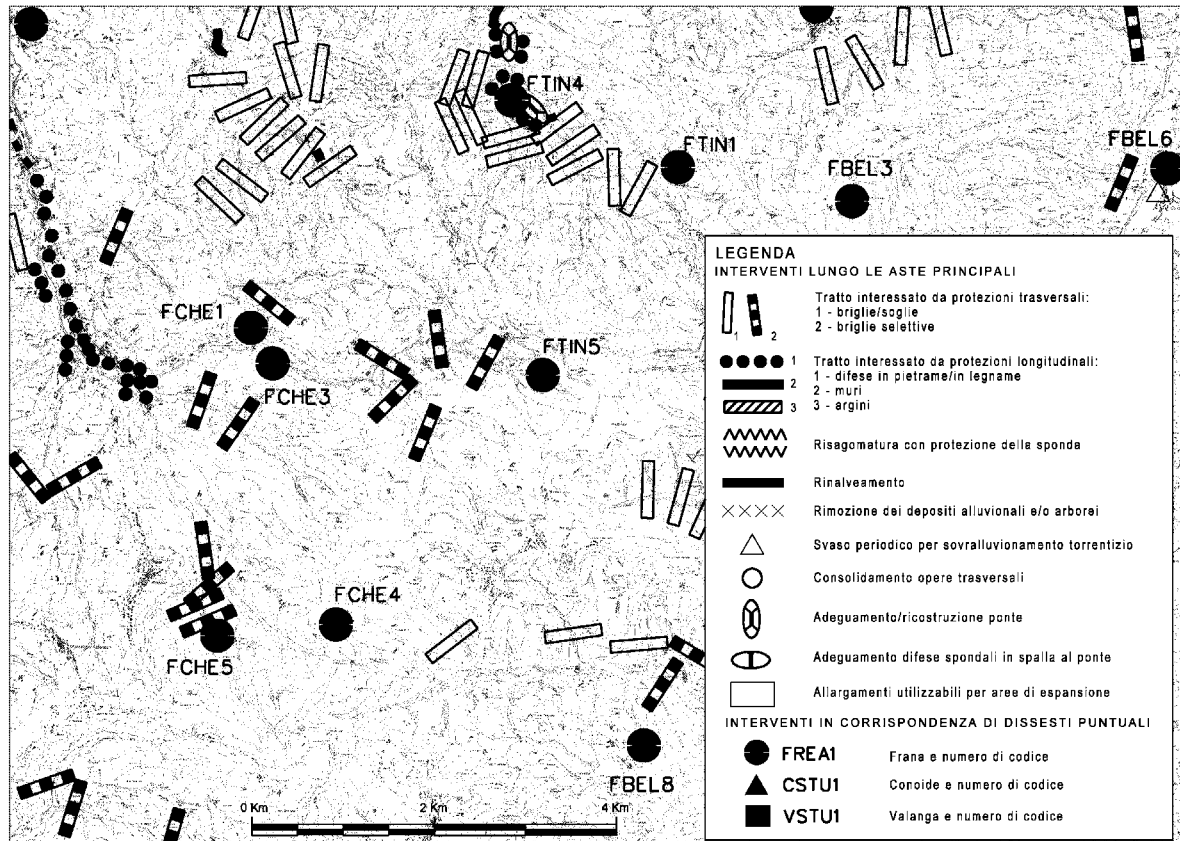 FTIN4
FTIN1
FBEL3
FBEL6
FCHE1
FCHE3
FTIN5
FCHE4
FCHE5
FBEL8
0 Km
2 Km
4 Km
LEGENDA
INTERVENTI LUNGO LE ASTE PRINCIPALI
1 2
Tratto interessato da protezioni trasversali:
1 - briglie/soglie
2 - briglie selettive
1
2
3
Tratto interessato da protezioni longitudinali:
1 - difese in pietrame/in legname
2 - muri
3 - argini
Risagomatura con protezione della sponda
Rinalveamento
Rimozione dei depositi alluvionali e/o arborei
Svaso periodico per sovralluvionamento torrentizio
Consolidamento opere trasversali
Adeguamento/ricostruzione ponte
Adeguamento difese spondali in spalla al ponte
Allargamenti utilizzabili per aree di espansione
INTERVENTI IN CORRISPONDENZA DI DISSESTI PUNTUALI
FREA1 Frana e numero di codice
CSTU1 Conoide e numero di codice
VSTU1 Valanga e numero di codice